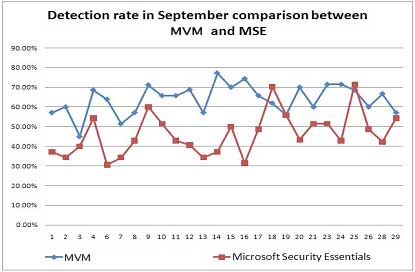 Detection rate in September comparison between
MVM and MSE
90.00%
80.00%
70.00%
60.00%
50.00%
40.00%
30.00%
20.00%
10.00%
0.00%
1 2 3 4 5 6 7 8 9 10 11 12 13 14 15 16 17 18 19 20 21 22 23 24 25 26 27 28 29
MVM Microsoft Security Essentials